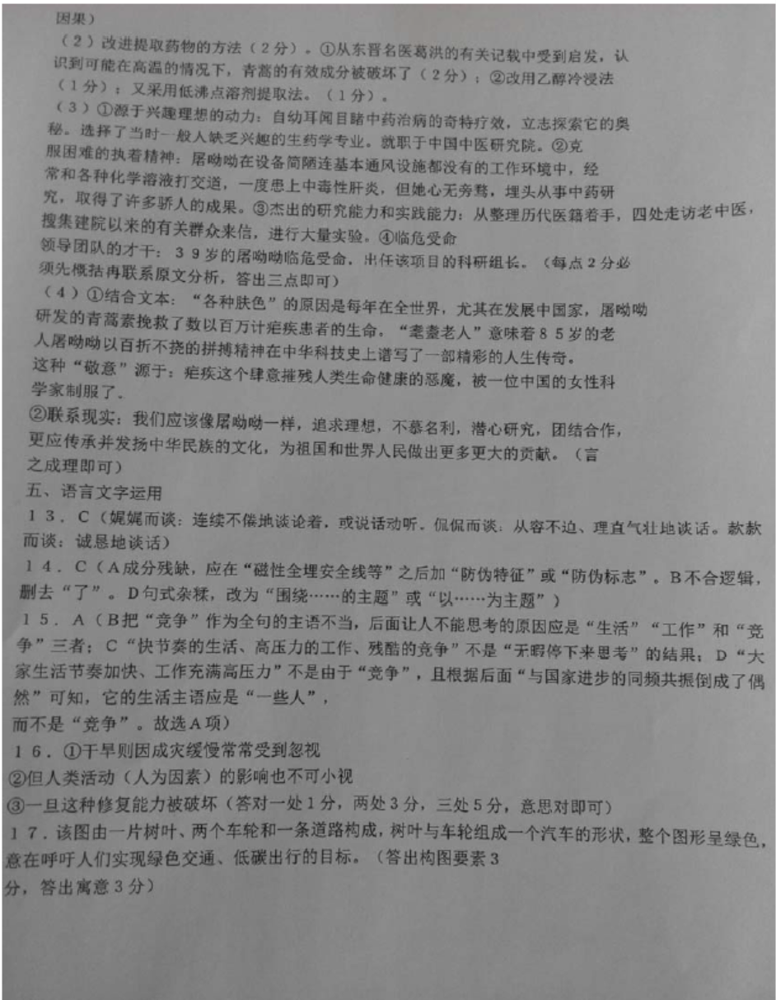 因果）
（2）改进提取药物的方法（2分）。①从东晋名医葛洪的有关记载中受到启发，认
识到可能在高温的情况下，青蒿的有效成分被破坏了（2分）；②改用乙醇冷浸法
（1分）；又采用低沸点溶剂提取法。（1分）。
（3）①源于兴趣理想的动力：自幼耳闻目睹中药治病的奇特疗效，立志探索它的奥
秘。选择了当时一般人缺乏兴趣的生药学专业。就职于中国中医研究院。②克
服困难的执着精神：屠呦呦在设备简陋连基本通风设施都没有的工作环境中，经
常和各种化学溶液打交道，一度患上中毒性肝炎，但她心无旁骛，埋头从事中药研
究，取得了许多骄人的成果。③杰出的研究能力和实践能力：从整理历代医籍着手，四处走访老中医，
搜集建院以来的有关群众来信，进行大量实验。④临危受命
领导团队的才干：39岁的屠呦呦临危受命，出任该项目的科研组长。（每点2分必
须先概括再联系原文分析，答出三点即可）
（4）①结合文本：“各种肤色”的原因是每年在全世界，尤其在发展中国家，屠呦呦
研发的青蒿素挽救了数以百万计疟疾患者的生命。“耄耋老人”意味着85岁的老
人屠呦呦以百折不挠的拼搏精神在中华科技史上谱写了一部精彩的人生传奇。
这种“敬意”源于：疟疾这个肆意摧残人类生命健康的恶魔，被一位中国的女性科
学家制服了。
②联系现实：我们应该像屠呦呦一样，追求理想，不慕名利，潜心研究，团结合作，
更应传承并发扬中华民族的文化，为祖国和世界人民做出更多更大的贡献。（言
之成理即可）
五、语言文字运用
13．C（娓娓而谈：连续不倦地谈论着，或说话动听。侃侃而谈：从容不迫、理直气壮地谈话。款款
而谈：诚恳地谈话）
14．C（A成分残缺，应在“磁性全埋安全线等”之后加“防伪特征”或“防伪标志”。B不合逻辑，
删去“了”。D句式杂糅，改为“围绕……的主题”或“以……为主题”）
15．A（B把“竞争”作为全句的主语不当，后面让人不能思考的原因应是“生活”“工作”和“竞
争”三者；C“快节奏的生活、高压力的工作、残酷的竞争”不是“无暇停下来思考”的结果；D“大
家生活节奏加快、工作充满高压力”不是由于“竞争”，且根据后面“与国家进步的同频共振倒成了偶
然”可知，它的生活主语应是“一些人”，
而不是“竞争”。故选A项）
16．①干旱则因成灾缓慢常常受到忽视
②但人类活动（人为因素）的影响也不可小视
③一旦这种修复能力被破坏（答对一处1分，两处3分，三处5分，意思对即可）
17．该图由一片树叶、两个车轮和一条道路构成，树叶与车轮组成一个汽车的形状，整个图形呈绿色，
意在呼吁人们实现绿色交通、低碳出行的目标。（答出构图要素3
分，答出寓意3分）